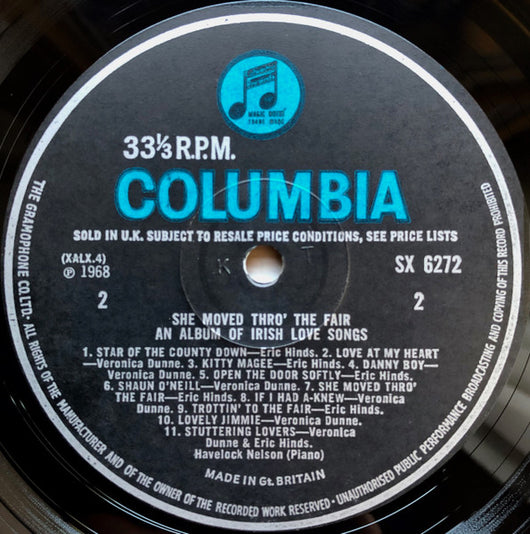 MAGIC NOTES
TRADE MARK
33⅓ R.P.M.
COLUMBIA
SOLD IN U.K. SUBJECT TO RESALE PRICE CONDITIONS, SEE PRICE LISTS
K T
(XALX.4)
SX 6272
℗ 1968
2
2
SHE MOVED THRO' THE FAIR
AN ALBUM OF IRISH LOVE SONGS
1. STAR OF THE COUNTY DOWN—Eric Hinds. 2. LOVE AT MY HEART
—Veronica Dunne. 3. KITTY MAGEE—Eric Hinds. 4. DANNY BOY—
Veronica Dunne. 5. OPEN THE DOOR SOFTLY—Eric Hinds.
6. SHAUN O'NEILL—Veronica Dunne. 7. SHE MOVED THRO'
THE FAIR—Eric Hinds. 8. IF I HAD A-KNEW—Veronica
Dunne. 9. TROTTIN' TO THE FAIR—Eric Hinds.
10. LOVELY JIMMIE—Veronica Dunne.
11. STUTTERING LOVERS—Veronica
Dunne & Eric Hinds.
Havelock Nelson (Piano)
MADE IN Gt. BRITAIN
THE GRAMOPHONE CO. LTD. · ALL RIGHTS OF THE MANUFACTURER AND OF THE OWNER OF THE RECORDED WORK RESERVED · UNAUTHORISED PUBLIC PERFORMANCE BROADCASTING AND COPYING OF THIS RECORD PROHIBITED